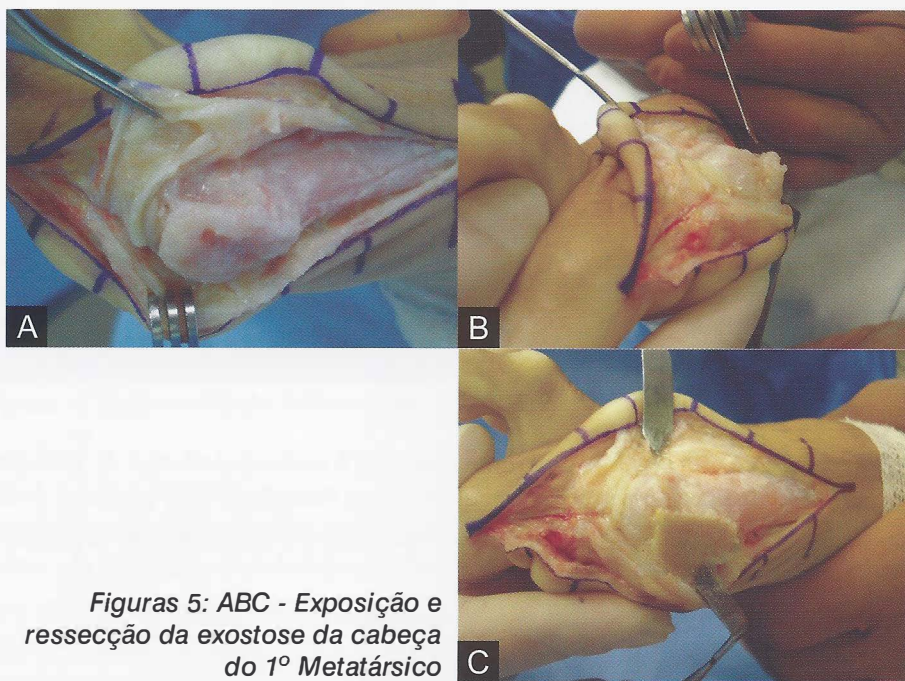 A
B
Figuras 5: ABC - Exposição e
ressecção da exostose da cabeça
do 1º Metatársico
C